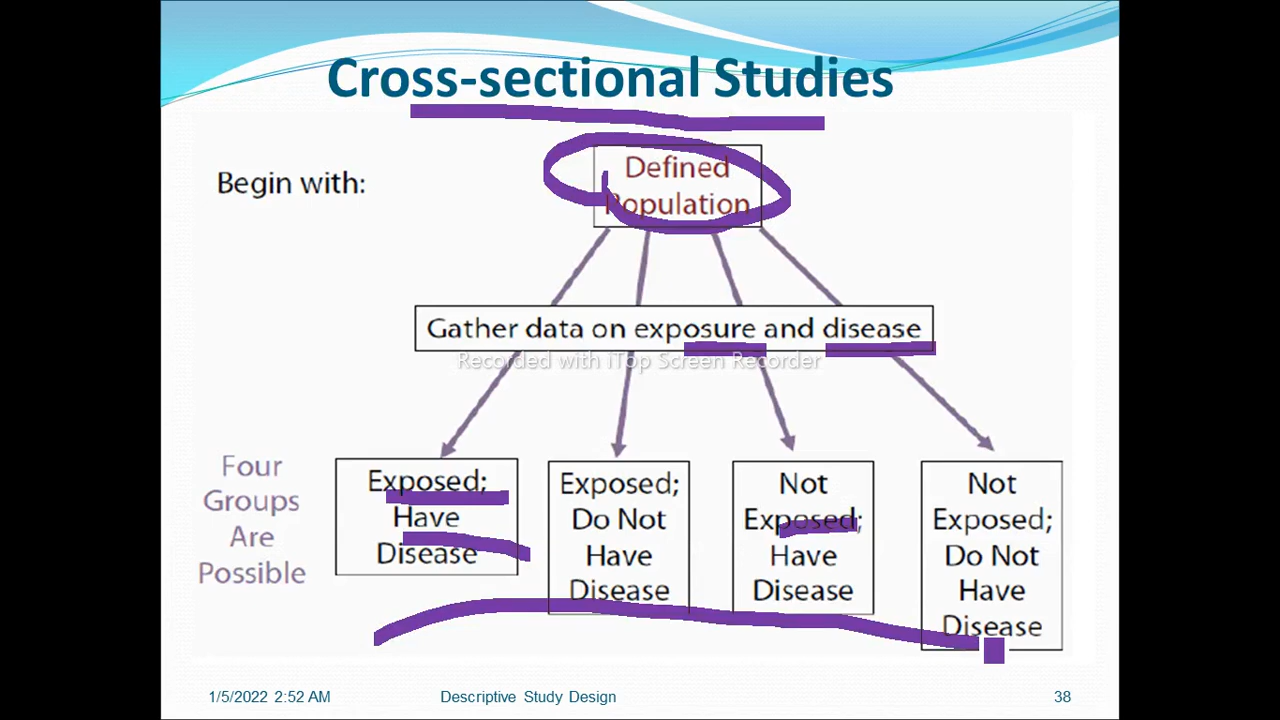 Cross-sectional Studies
Begin with:
Defined
Population
Gather data on exposure and disease
Recorded with iTop Screen Recorder
Four
Groups
Are
Possible
Exposed;
Have
Disease
Exposed;
Do Not
Have
Disease
Not
Exposed;
Have
Disease
Not
Exposed;
Do Not
Have
Disease
1/5/2022 2:52 AM
Descriptive Study Design
38